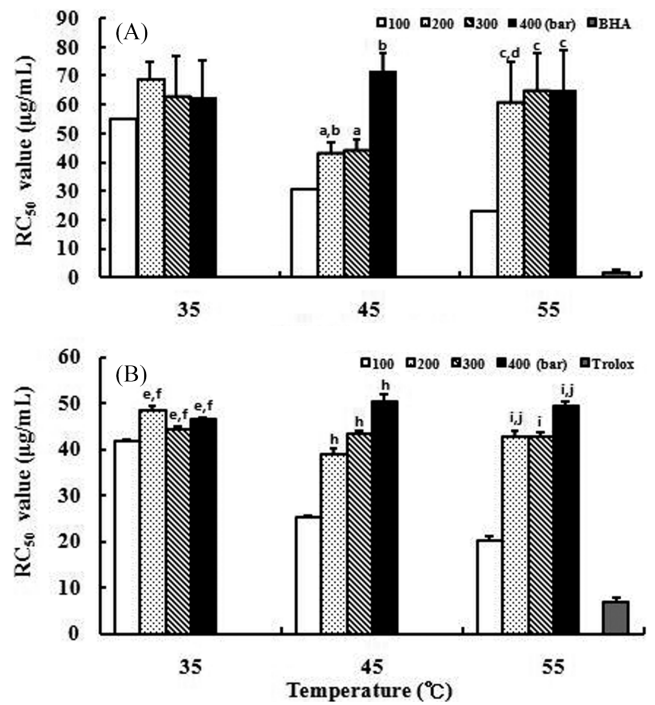 (A)
100 200 300 400 (bar) BHA
RC50 value (µg/mL)
90
80
70
60
50
40
30
20
10
0
a,b a b c,d c c
35 45 55
(B)
100 200 300 400 (bar) Trolox
RC50 value (µg/mL)
60
50
40
30
20
10
0
e,f e,f e,f h h h i,j i i,j
35 45 55
Temperature (℃)